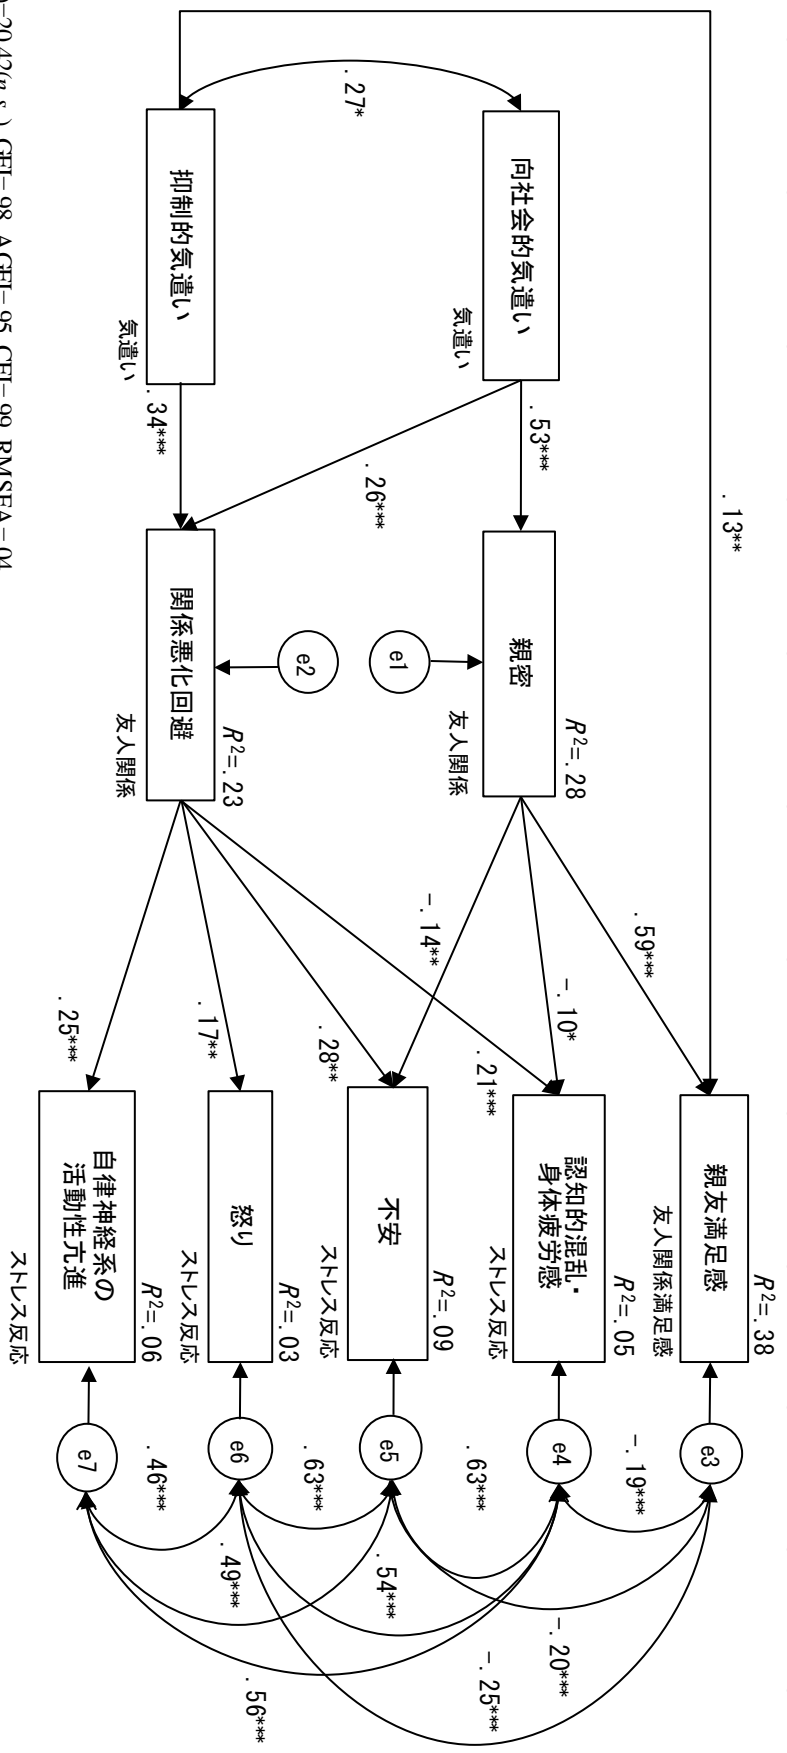 .13**
R²=.38
親友満足感
友人関係満足感
e3
.59***
-.19***
R²=.28
向社会的気遣い
気遣い
.53***
親密
友人関係
e1
-.10*
-.14**
R²=.05
認知的混乱・
身体疲労感
ストレス反応
e4
.63***
-.20***
.27*
.26***
.21***
-.25***
R²=.09
不安
ストレス反応
e5
.54***
e2
.28**
.63***
R²=.03
怒り
ストレス反応
e6
.49***
.56***
R²=.23
抑制的気遣い
気遣い
.34***
関係悪化回避
友人関係
.17**
.46***
.25***
R²=.06
自律神経系の
活動性亢進
ストレス反応
e7
=20.42(n.s.) GFI=.98 AGFI=.95 CFI=.99 RMSEA=.04